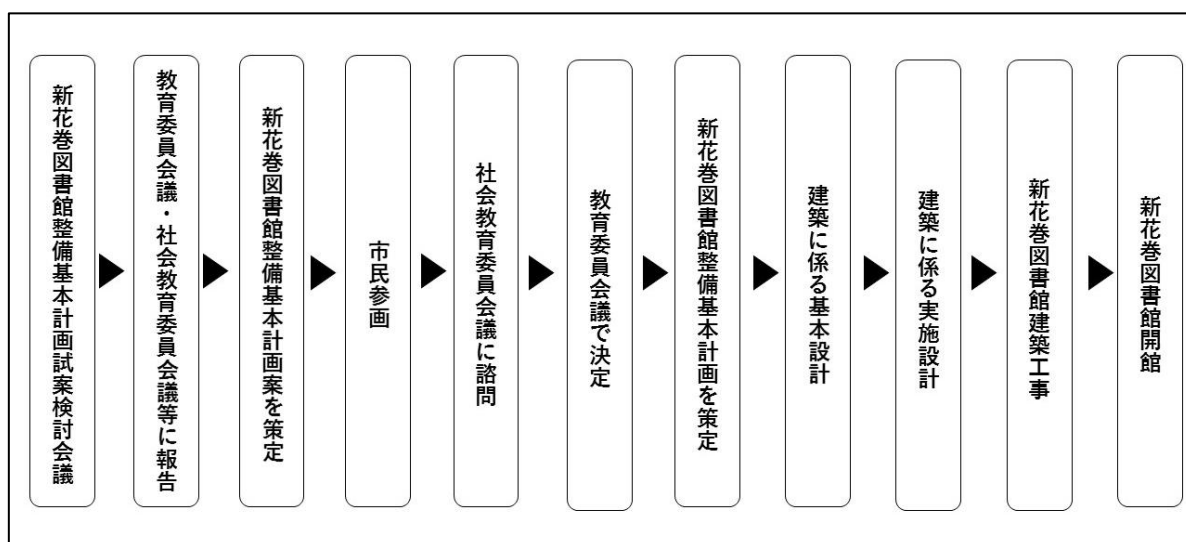 新花巻図書館整備基本計画試案検討会議
教育委員会議・社会教育委員会議等に報告
新花巻図書館整備基本計画案を策定
市民参画
社会教育委員会議に諮問
教育委員会議で決定
新花巻図書館整備基本計画を策定
建築に係る基本設計
建築に係る実施設計
新花巻図書館建築工事
新花巻図書館開館